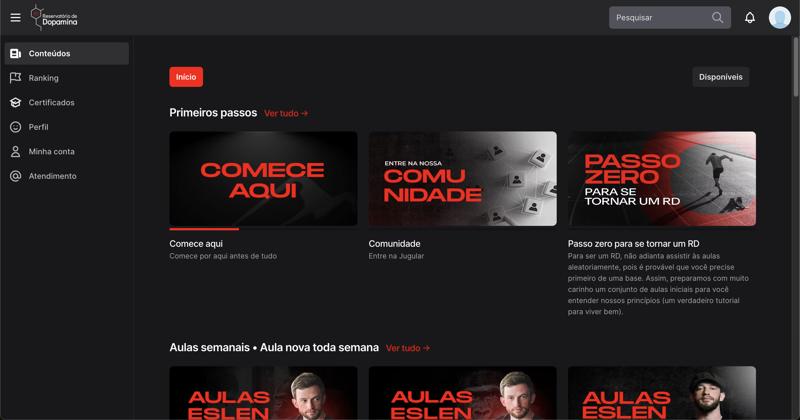 Reservatório de
Dopamina
Pesquisar
Conteúdos
Ranking
Certificados
Perfil
Minha conta
Atendimento
Início
Disponíveis
Primeiros passos
Ver tudo →
COMECE
AQUI
ENTRE NA NOSSA
COMU
NIDADE
PASSO
ZERO
PARA SE
TORNAR UM RD
Comece aqui
Comece por aqui antes de tudo
Comunidade
Entre na Jugular
Passo zero para se tornar um RD
Para ser um RD, não adianta assistir às aulas
aleatoriamente, pois é provável que você precise
primeiro de uma base. Assim, preparamos com muito
carinho um conjunto de aulas iniciais para você
entender nossos princípios (um verdadeiro tutorial
para viver bem).
Aulas semanais • Aula nova toda semana
Ver tudo →
AULAS
ESLEN
AULAS
ESLEN
AULAS
ESLEN